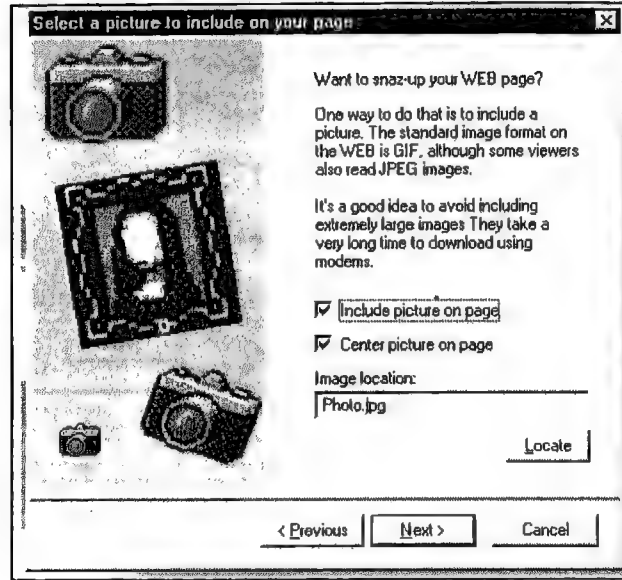 Select a picture to include on your page
Want to snaz-up your WEB page?
One way to do that is to include a
picture. The standard image format on
the WEB is GIF, although some viewers
also read JPEG images.
It's a good idea to avoid including
extremely large images They take a
very long time to download using
modems.
Include picture on page
Center picture on page
Image location:
Photo.jpg
Locate
< Previous
Next >
Cancel